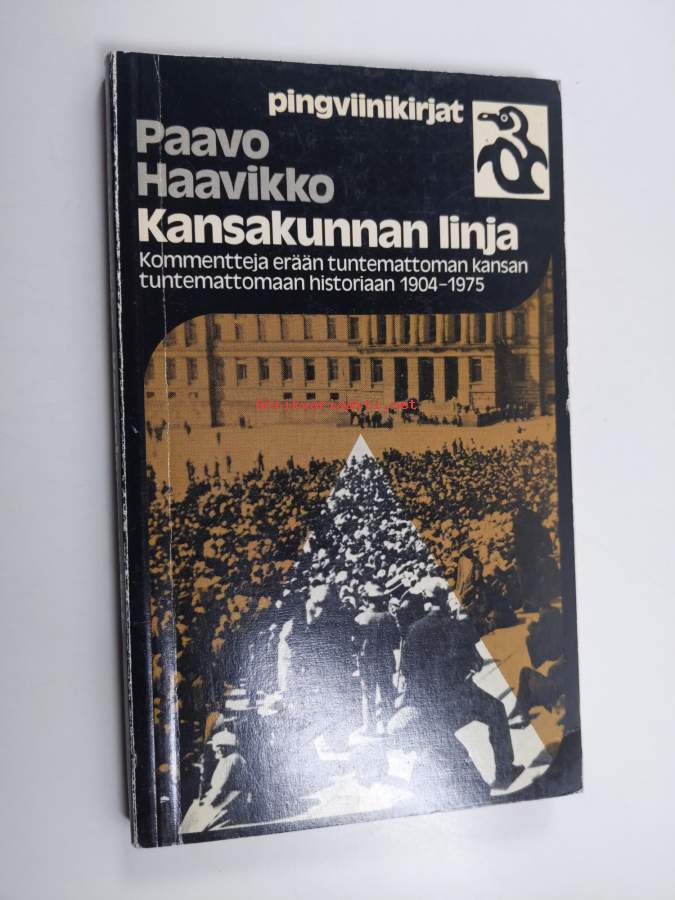 pingviinikirjat
Paavo
Haavikko
Kansakunnan linja
Kommentteja erään tuntemattoman kansan
tuntemattomaan historiaan 1904–1975